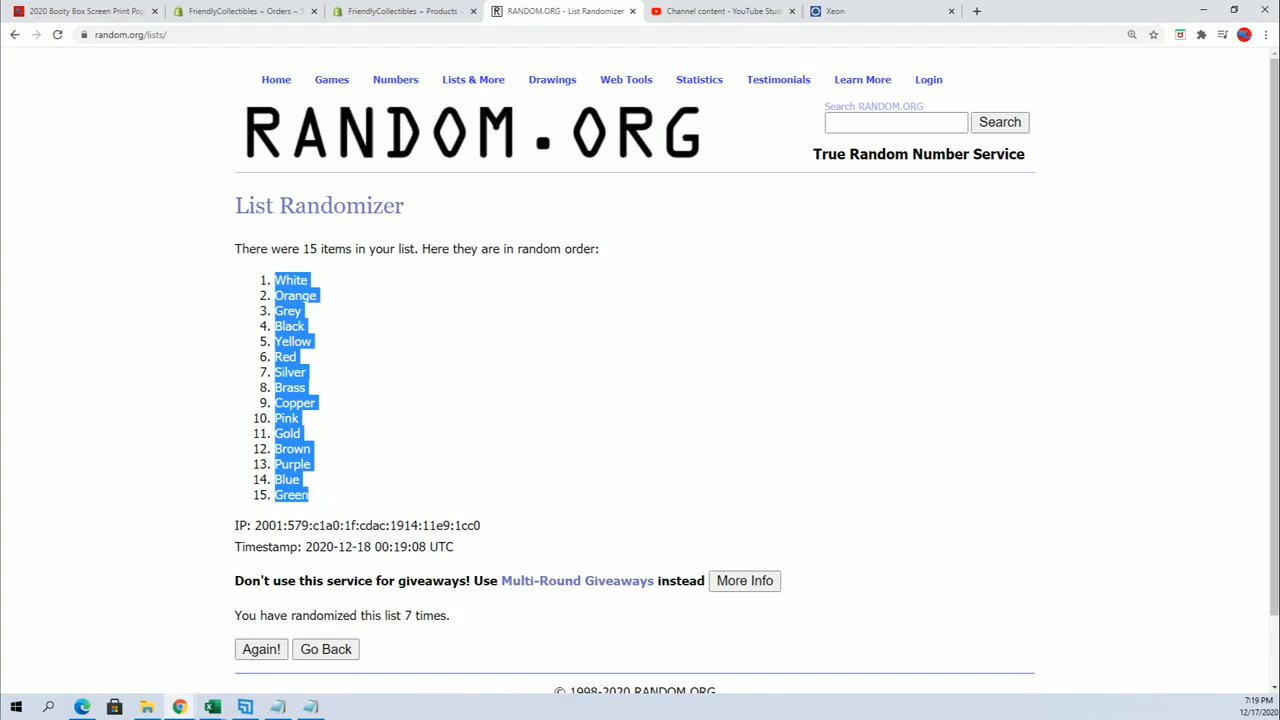 2020 Booty Box Screen Print Pop
FriendlyCollectibles ~ Orders ~ S
FriendlyCollectibles ~ Products ~
RANDOM.ORG - List Randomizer
Channel content - YouTube Studi
Xeon
random.org/lists/
Home Games Numbers Lists & More Drawings Web Tools Statistics Testimonials Learn More Login
RANDOM.ORG
Search RANDOM.ORG
Search
True Random Number Service
List Randomizer
There were 15 items in your list. Here they are in random order:
1. White
2. Orange
3. Grey
4. Black
5. Yellow
6. Red
7. Silver
8. Brass
9. Copper
10. Pink
11. Gold
12. Brown
13. Purple
14. Blue
15. Green
IP: 2001:579:c1a0:1f:cdac:1914:11e9:1cc0
Timestamp: 2020-12-18 00:19:08 UTC
Don't use this service for giveaways! Use Multi-Round Giveaways instead More Info
You have randomized this list 7 times.
Again! Go Back
© 1998-2020 RANDOM.ORG
7:19 PM
12/17/2020